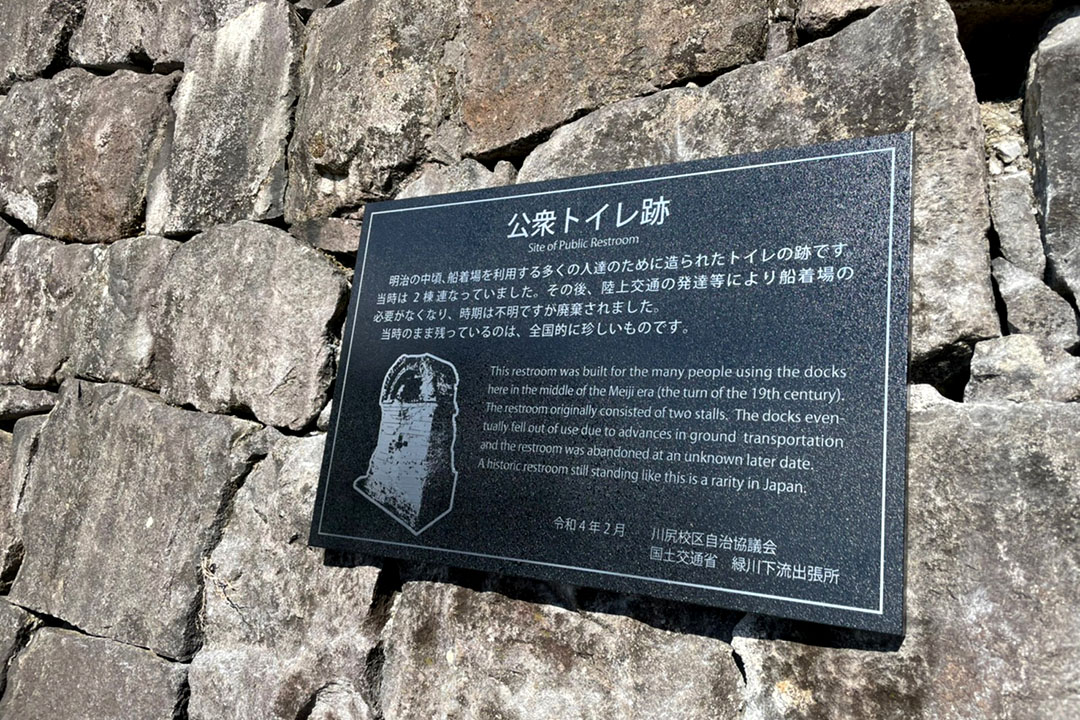 公衆トイレ跡
Site of Public Restroom
明治の中頃、船着場を利用する多くの人達のために造られたトイレの跡です
当時は 2 棟連なっていました。その後、陸上交通の発達等により船着場の
必要がなくなり、時期は不明ですが廃棄されました。
当時のまま残っているのは、全国的に珍しいものです。
This restroom was built for the many people using the docks
here in the middle of the Meiji era (the turn of the 19th century).
The restroom originally consisted of two stalls. The docks even-
tually fell out of use due to advances in ground transportation
and the restroom was abandoned at an unknown later date.
A historic restroom still standing like this is a rarity in Japan.
令和4年2月 川尻校区自治協議会
国土交通省 緑川下流出張所